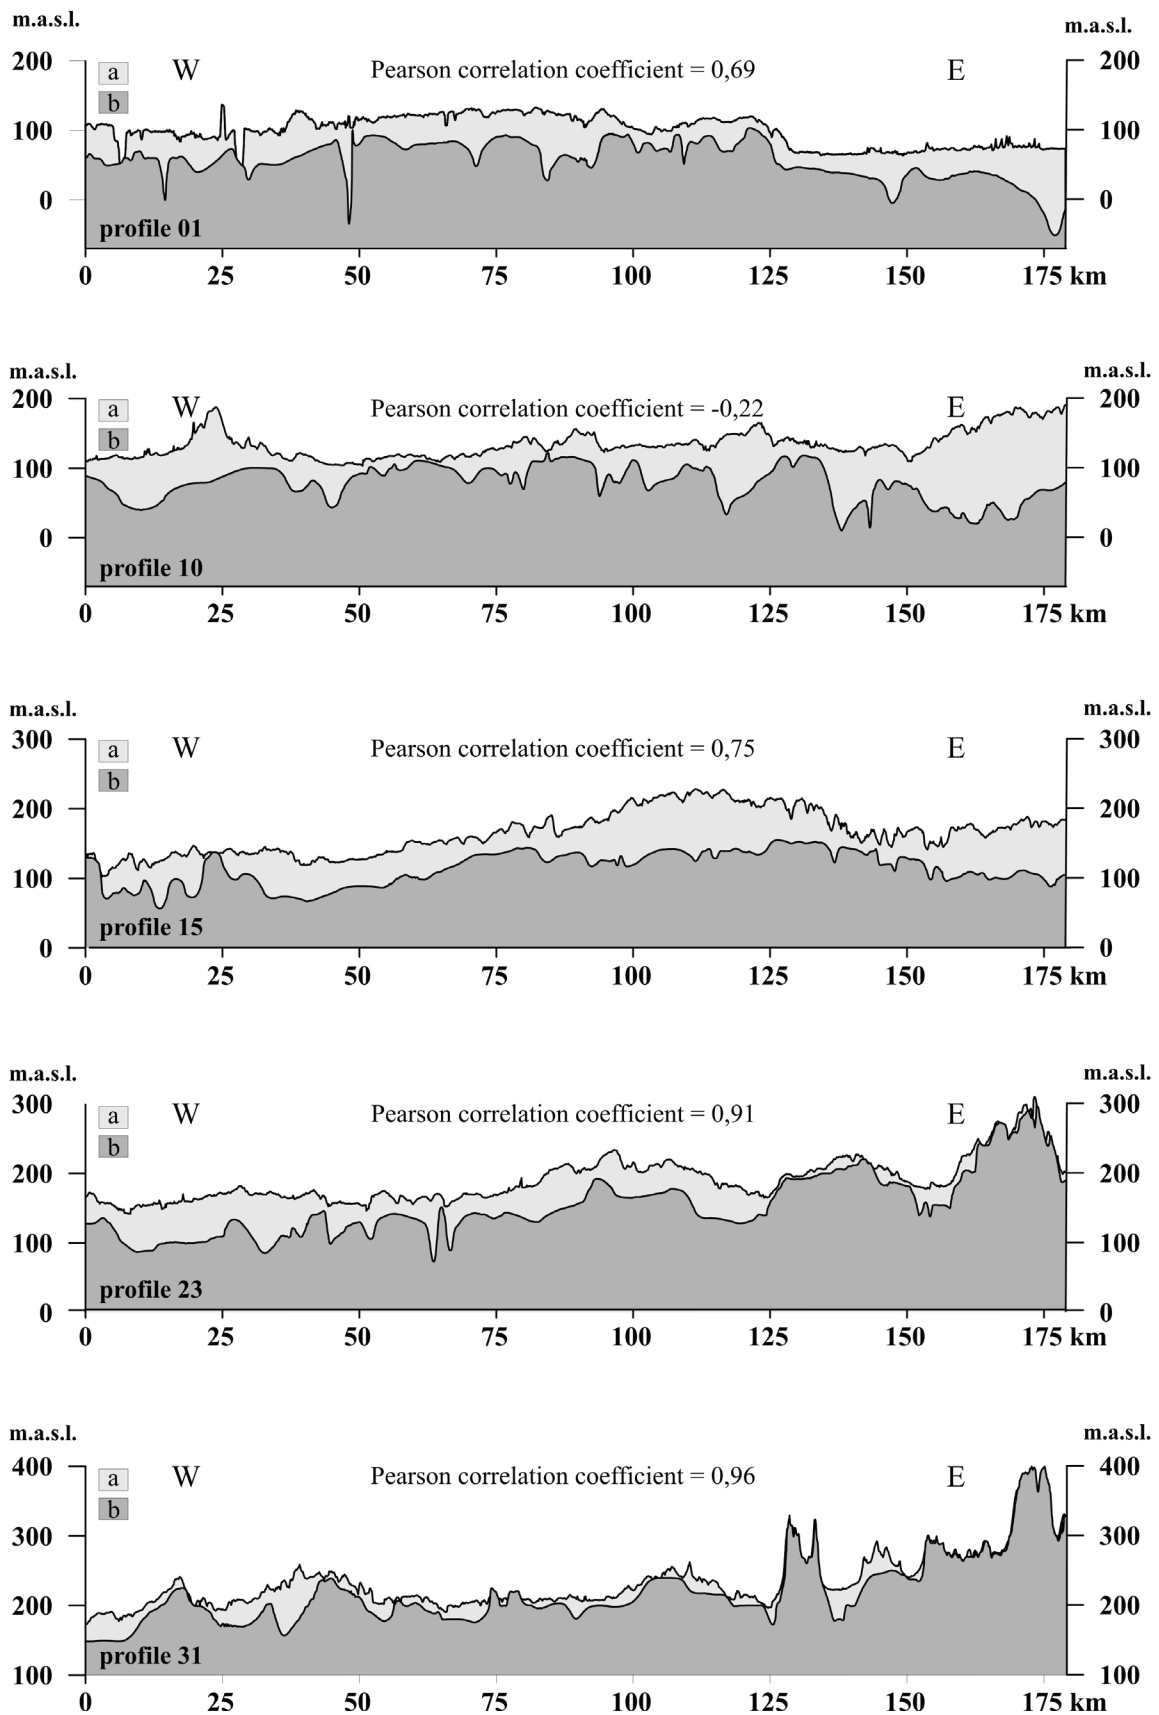 m.a.s.l. m.a.s.l.
200 a W Pearson correlation coefficient = 0,69 E 200
b
100 100
0 0
profile 01
0 25 50 75 100 125 150 175 km
m.a.s.l. m.a.s.l.
200 a W Pearson correlation coefficient = -0,22 E 200
b
100 100
0 0
profile 10
0 25 50 75 100 125 150 175 km
m.a.s.l. m.a.s.l.
300 a W Pearson correlation coefficient = 0,75 E 300
b
200 200
100 100
profile 15
0 0
0 25 50 75 100 125 150 175 km
m.a.s.l. m.a.s.l.
300 a W Pearson correlation coefficient = 0,91 E 300
b
200 200
100 100
profile 23
0 0
0 25 50 75 100 125 150 175 km
m.a.s.l. m.a.s.l.
400 a W Pearson correlation coefficient = 0,96 E 400
b
300 300
200 200
profile 31
100 100
0 25 50 75 100 125 150 175 km